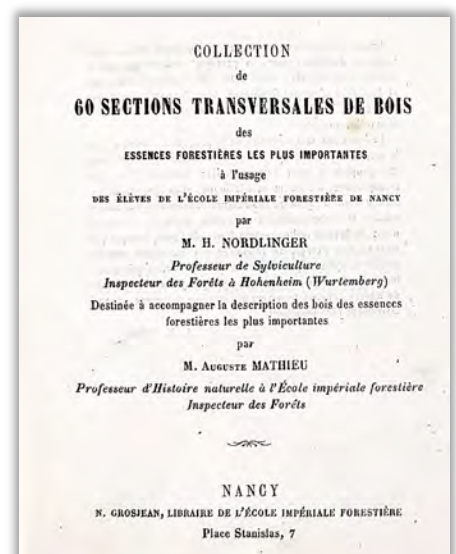 COLLECTION
de
60 SECTIONS TRANSVERSALES DE BOIS
des
ESSENCES FORESTIÈRES LES PLUS IMPORTANTES
à l'usage
DES ÉLÈVES DE L'ÉCOLE IMPÉRIALE FORESTIÈRE DE NANCY
par
M. H. NORDLINGER
Professeur de Sylviculture
Inspecteur des Forêts à Hohenheim (Wurtemberg)
Destinée à accompagner la description des bois des essences
forestières les plus importantes
par
M. AUGUSTE MATHIEU
Professeur d'Histoire naturelle à l'École impériale forestière
Inspecteur des Forêts
NANCY
N. GROSJEAN, LIBRAIRE DE L'ÉCOLE IMPÉRIALE FORESTIÈRE
Place Stanislas, 7